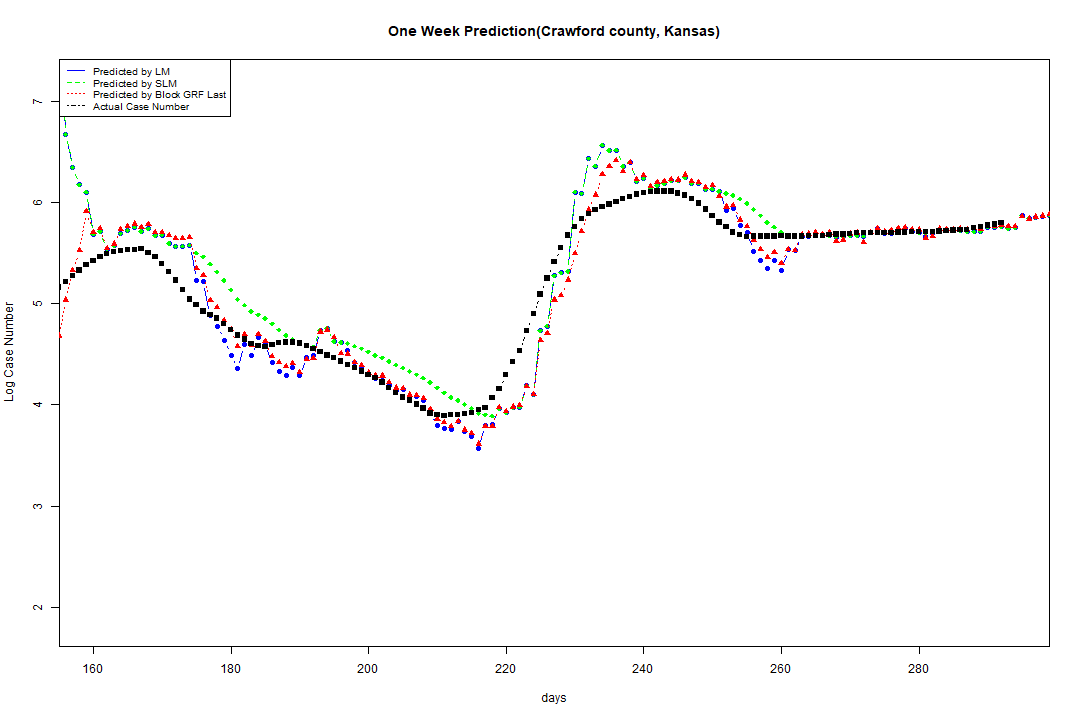 One Week Prediction(Crawford county, Kansas)
Predicted by LM
Predicted by SLM
Predicted by Block GRF Last
Actual Case Number
7
6
5
4
3
2
Log Case Number
160 180 200 220 240 260 280
days